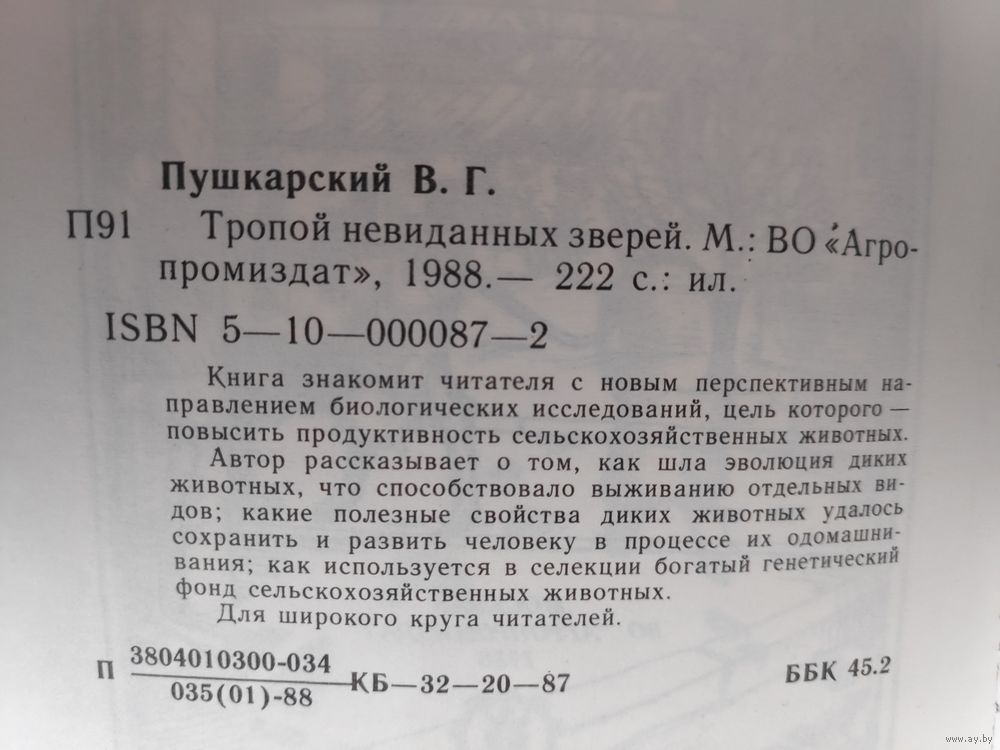 Пушкарский В. Г.
П91 Тропой невиданных зверей. М.: ВО «Агро-
промиздат», 1988.— 222 с.: ил.
ISBN 5—10—000087—2
Книга знакомит читателя с новым перспективным на-
правлением биологических исследований, цель которого —
повысить продуктивность сельскохозяйственных животных.
Автор рассказывает о том, как шла эволюция диких
животных, что способствовало выживанию отдельных ви-
дов; какие полезные свойства диких животных удалось
сохранить и развить человеку в процессе их одомашни-
вания; как используется в селекции богатый генетический
фонд сельскохозяйственных животных.
Для широкого круга читателей.
П 3804010300-034
035(01)-88 КБ—32—20—87 ББК 45.2
www.ay.by